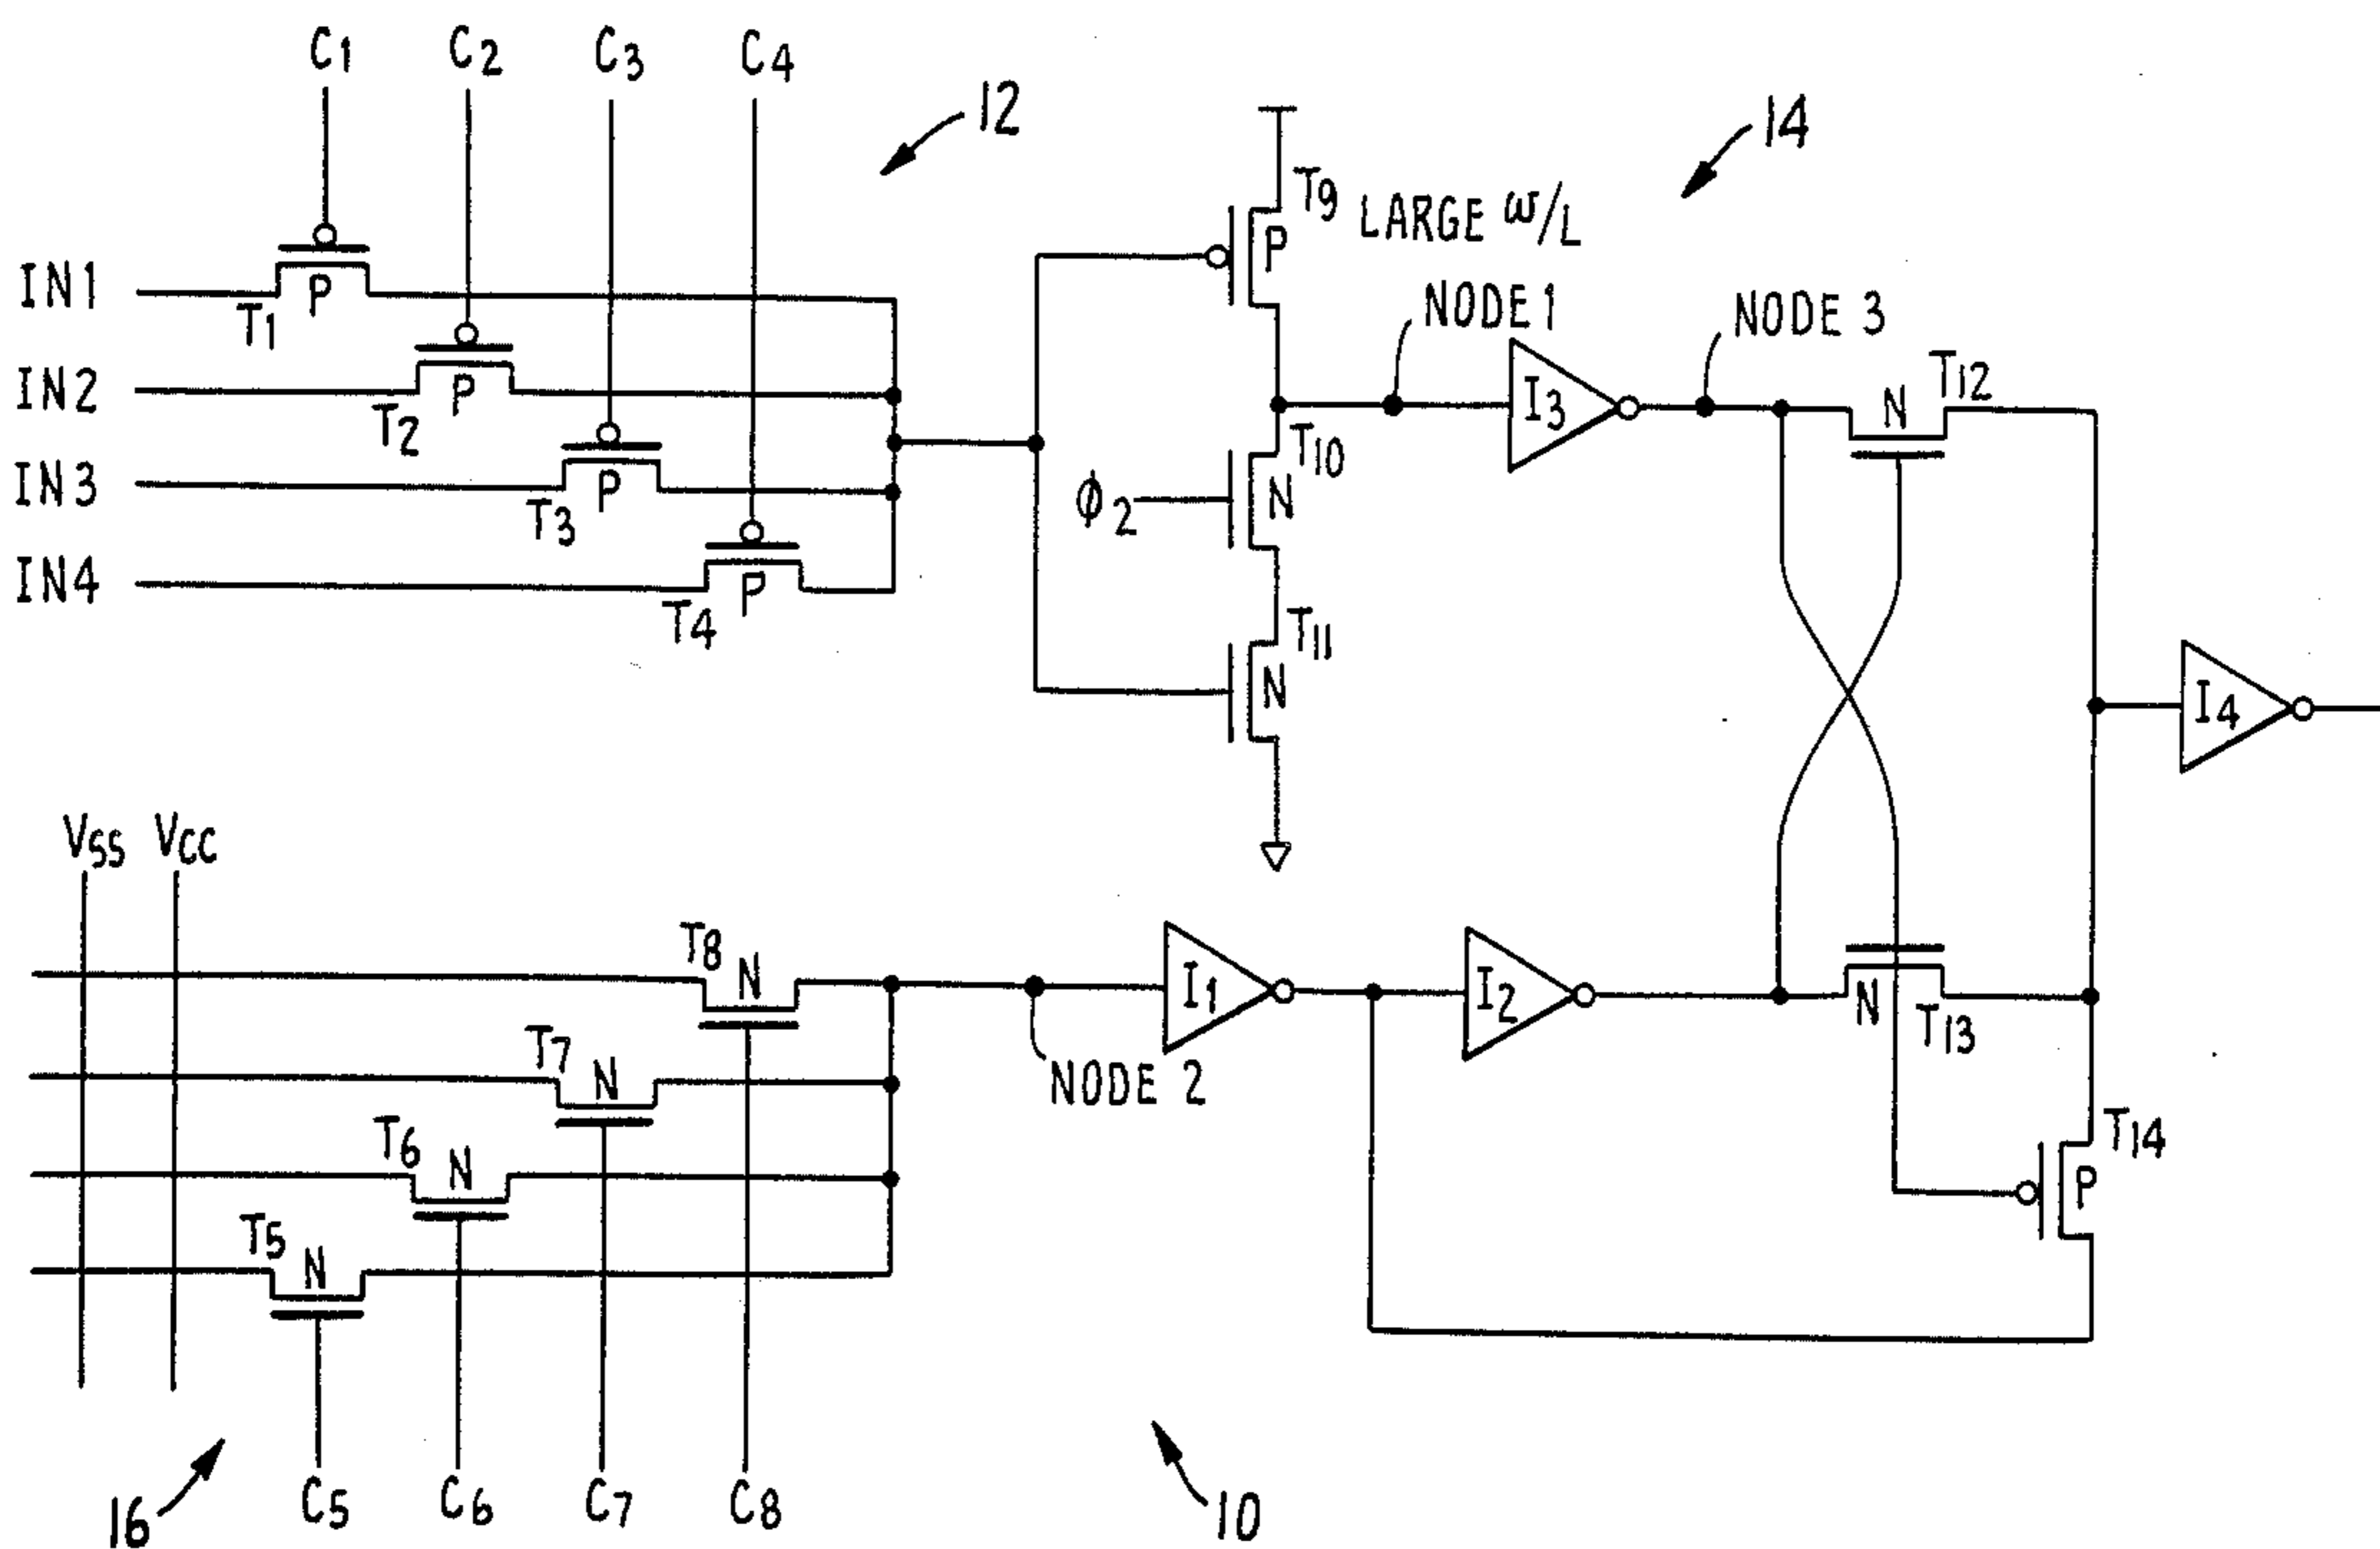 C1 C2 C3 C4
12
14
T9 LARGE W/L
P
IN1 T1 P
NODE 1
NODE 3
IN2 T2 P
T12
N
I3
IN3 T3 P
T10
ϕ2 N
IN4 T4 P
T11
N
I4
VSS VCC
T8 N
I1
I2
N T13
T7 N
NODE 2
T6 N
T14
P
T5 N
C5 C6 C7 C8
16
10